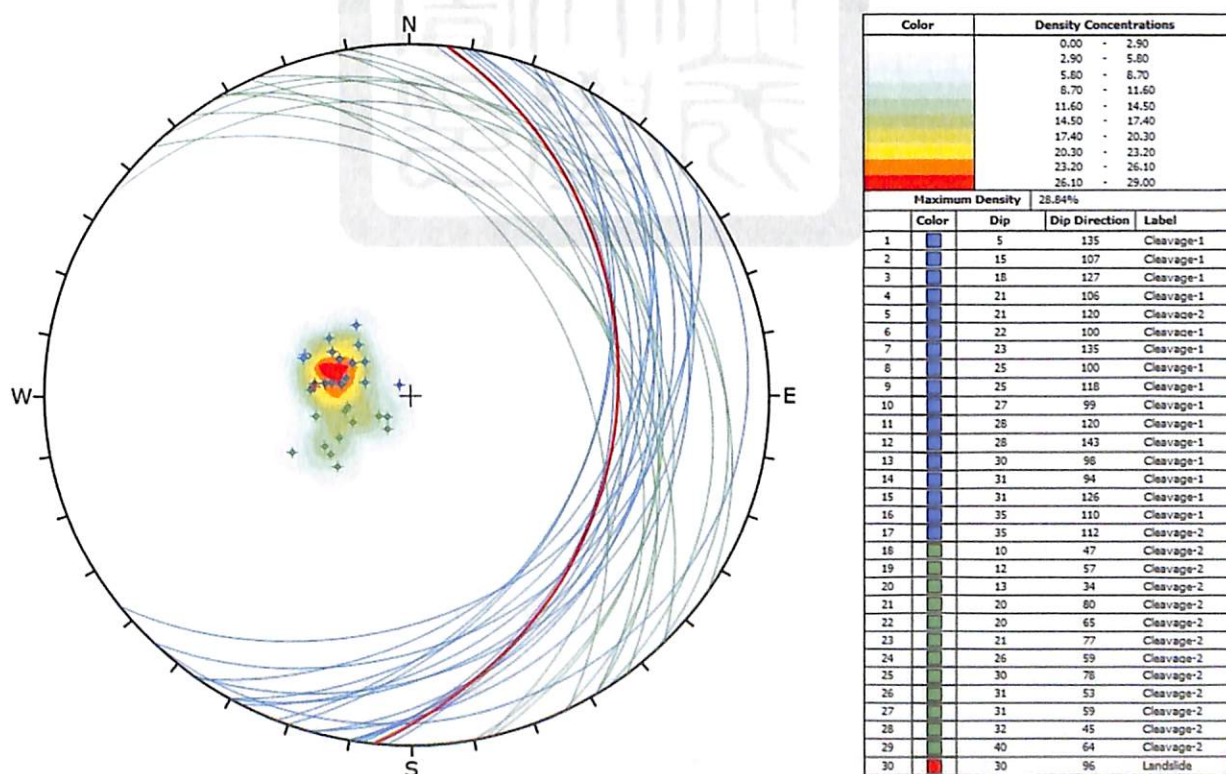 N
W
E
S
Color Density Concentrations
0.00 - 2.90
2.90 - 5.80
5.80 - 8.70
8.70 - 11.60
11.60 - 14.50
14.50 - 17.40
17.40 - 20.30
20.30 - 23.20
23.20 - 26.10
26.10 - 29.00
Maximum Density 28.84%
Color Dip Dip Direction Label
1 5 135 Cleavage-1
2 15 107 Cleavage-1
3 18 127 Cleavage-1
4 21 106 Cleavage-1
5 21 120 Cleavage-2
6 22 100 Cleavage-1
7 23 135 Cleavage-1
8 25 100 Cleavage-1
9 25 118 Cleavage-1
10 27 99 Cleavage-1
11 28 120 Cleavage-1
12 28 143 Cleavage-1
13 30 98 Cleavage-1
14 31 94 Cleavage-1
15 31 126 Cleavage-1
16 35 110 Cleavage-1
17 35 112 Cleavage-2
18 10 47 Cleavage-2
19 12 57 Cleavage-2
20 13 34 Cleavage-2
21 20 80 Cleavage-2
22 20 65 Cleavage-2
23 21 77 Cleavage-2
24 26 59 Cleavage-2
25 30 78 Cleavage-2
26 31 53 Cleavage-2
27 31 59 Cleavage-2
28 32 45 Cleavage-2
29 40 64 Cleavage-2
30 30 96 Landslide